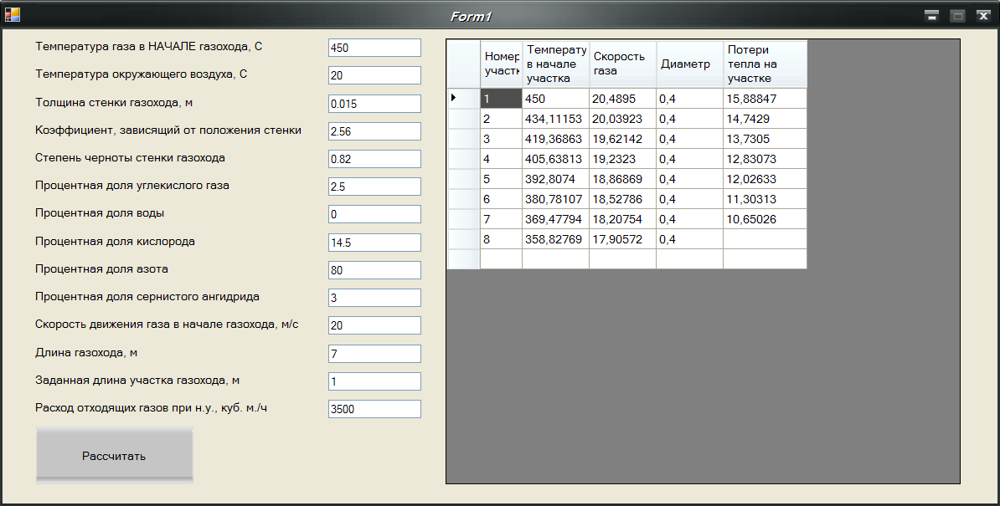 Form1
Температура газа в НАЧАЛЕ газохода, С 450
Температура окружающего воздуха, С 20
Толщина стенки газохода, м 0.015
Коэффициент, зависящий от положения стенки 2.56
Степень черноты стенки газохода 0.82
Процентная доля углекислого газа 2.5
Процентная доля воды 0
Процентная доля кислорода 14.5
Процентная доля азота 80
Процентная доля сернистого ангидрида 3
Скорость движения газа в начале газохода, м/с 20
Длина газохода, м 7
Заданная длина участка газохода, м 1
Расход отходящих газов при н.у., куб. м./ч 3500
Рассчитать
Номер
участк
Температу
в начале
участка
Скорость
газа
Диаметр
Потери
тепла на
участке
1 450 20,4895 0,4 15,88847
2 434,11153 20,03923 0,4 14,7429
3 419,36863 19,62142 0,4 13,7305
4 405,63813 19,2323 0,4 12,83073
5 392,8074 18,86869 0,4 12,02633
6 380,78107 18,52786 0,4 11,30313
7 369,47794 18,20754 0,4 10,65026
8 358,82769 17,90572 0,4